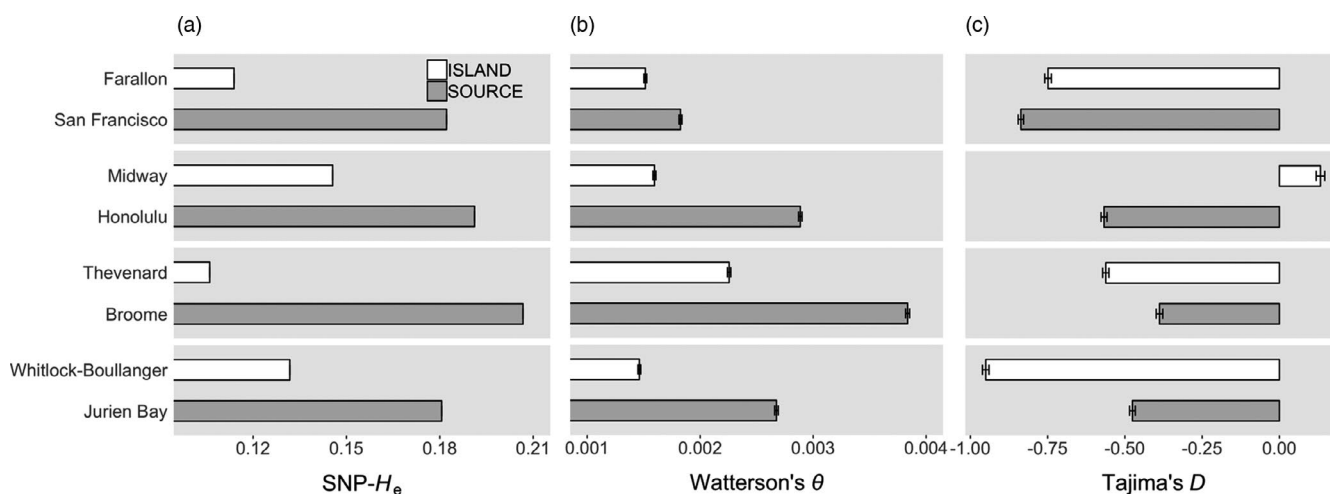 (a)
(b)
(c)
ISLAND
SOURCE
Farallon
San Francisco
Midway
Honolulu
Thevenard
Broome
Whitlock-Boullanger
Jurien Bay
0.12 0.15 0.18 0.21
0.001 0.002 0.003 0.004
-1.00 -0.75 -0.50 -0.25 0.00
SNP-He
Watterson's θ
Tajima's D